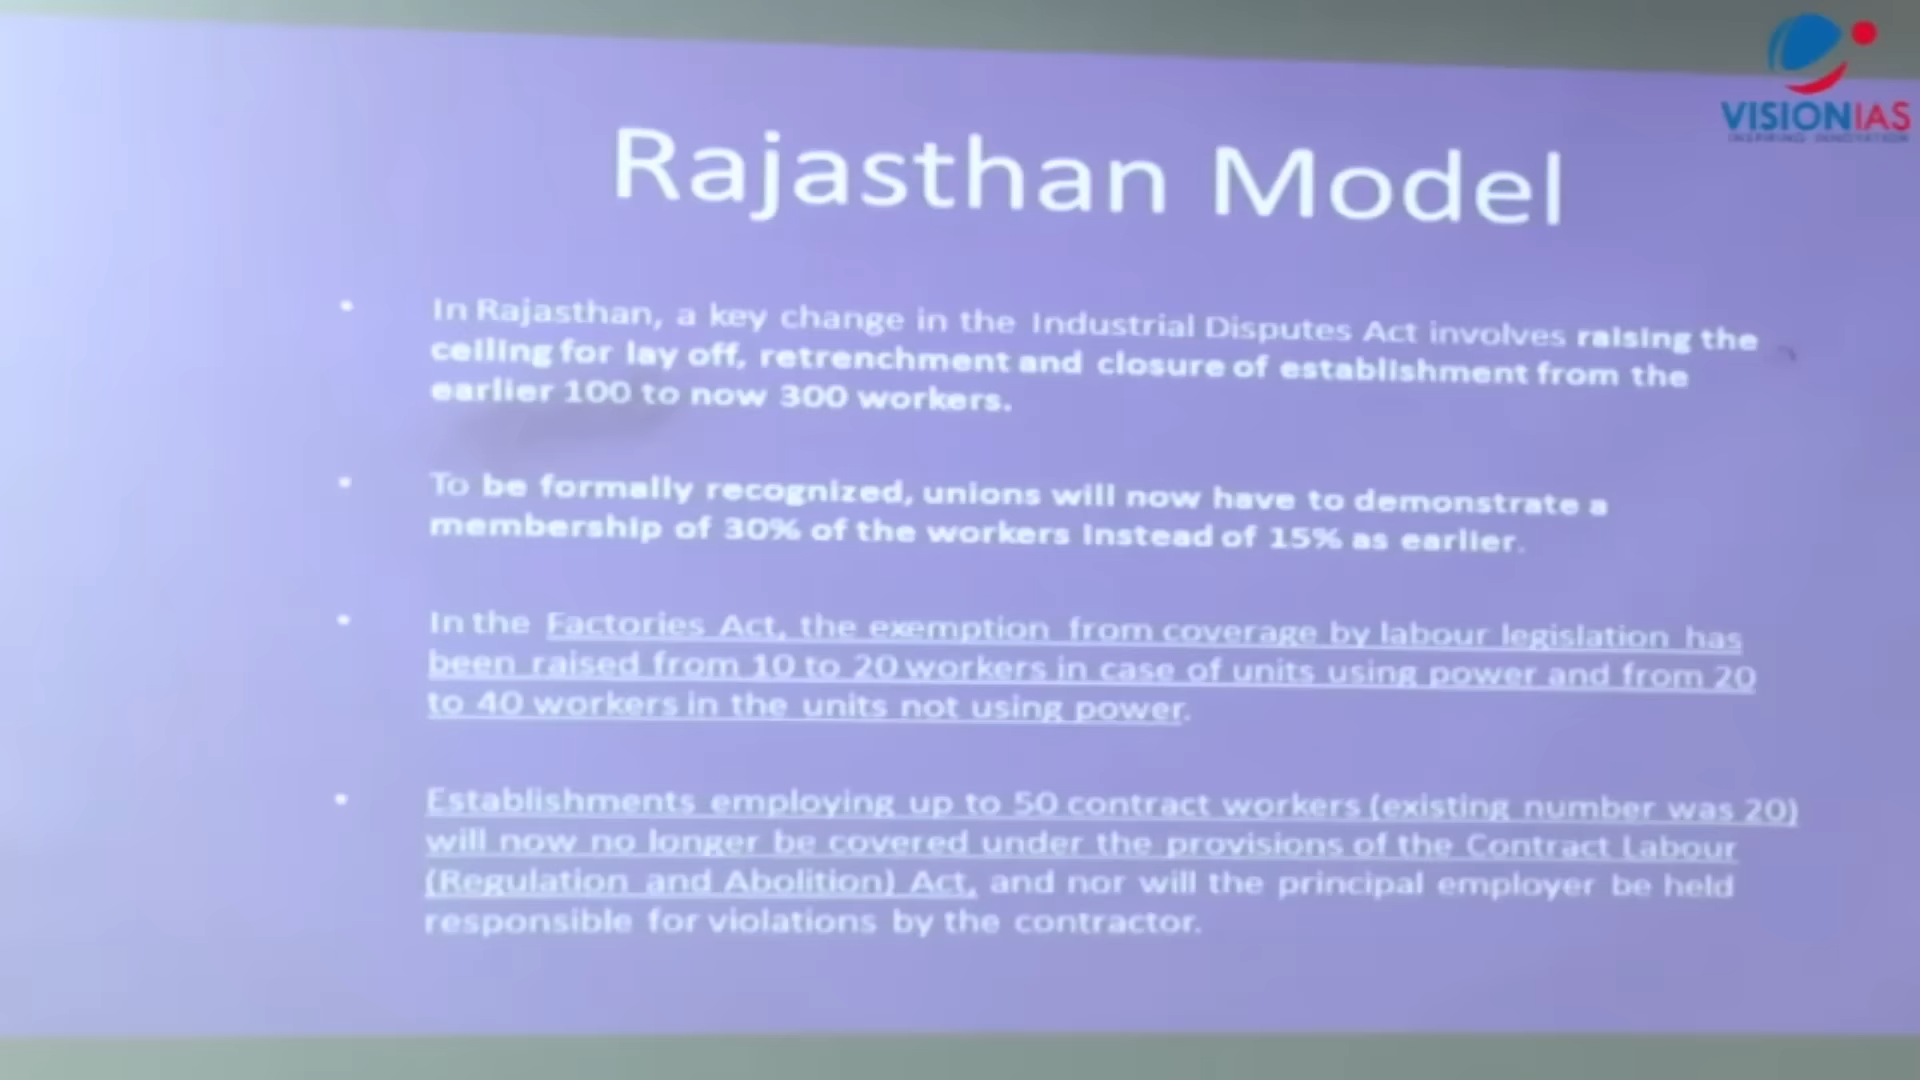 VISIONIAS
INSPIRING INNOVATION
Rajasthan Model
• In Rajasthan, a key change in the Industrial Disputes Act involves raising the
ceiling for lay off, retrenchment and closure of establishment from the
earlier 100 to now 300 workers.
• To be formally recognized, unions will now have to demonstrate a
membership of 30% of the workers instead of 15% as earlier.
• In the Factories Act, the exemption from coverage by labour legislation has
been raised from 10 to 20 workers in case of units using power and from 20
to 40 workers in the units not using power.
• Establishments employing up to 50 contract workers (existing number was 20)
will now no longer be covered under the provisions of the Contract Labour
(Regulation and Abolition) Act, and nor will the principal employer be held
responsible for violations by the contractor.